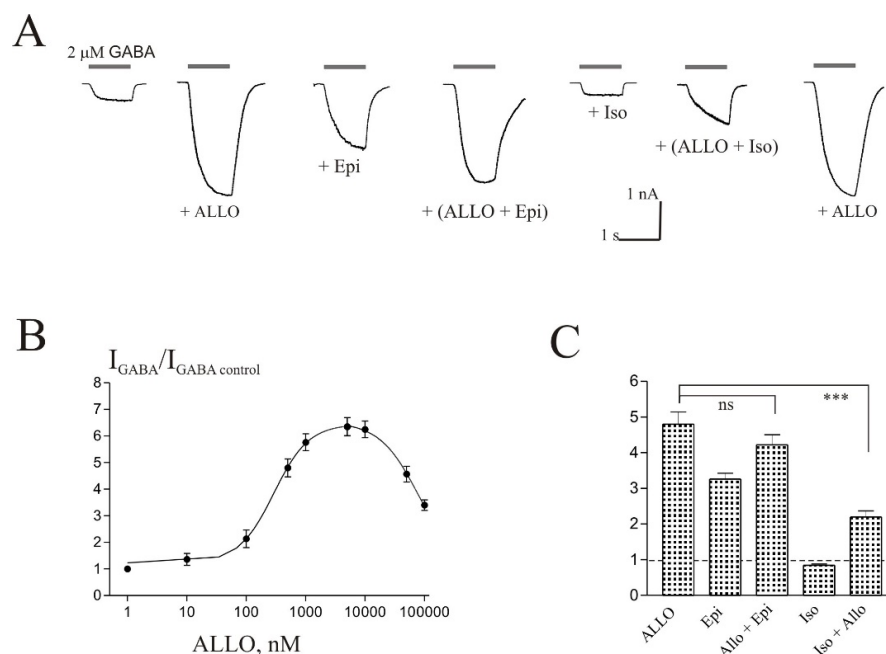 A
2 μM GABA
+ ALLO
+ Epi
+ (ALLO + Epi)
+ Iso
+ (ALLO + Iso)
+ ALLO
1 nA
1 s
B
I_GABA/I_GABA control
8
7
6
5
4
3
2
1
0
1 10 100 1000 10000 100000
ALLO, nM
C
6
5
4
3
2
1
0
ns
***
ALLO Epi Allo + Epi Iso Iso + Allo